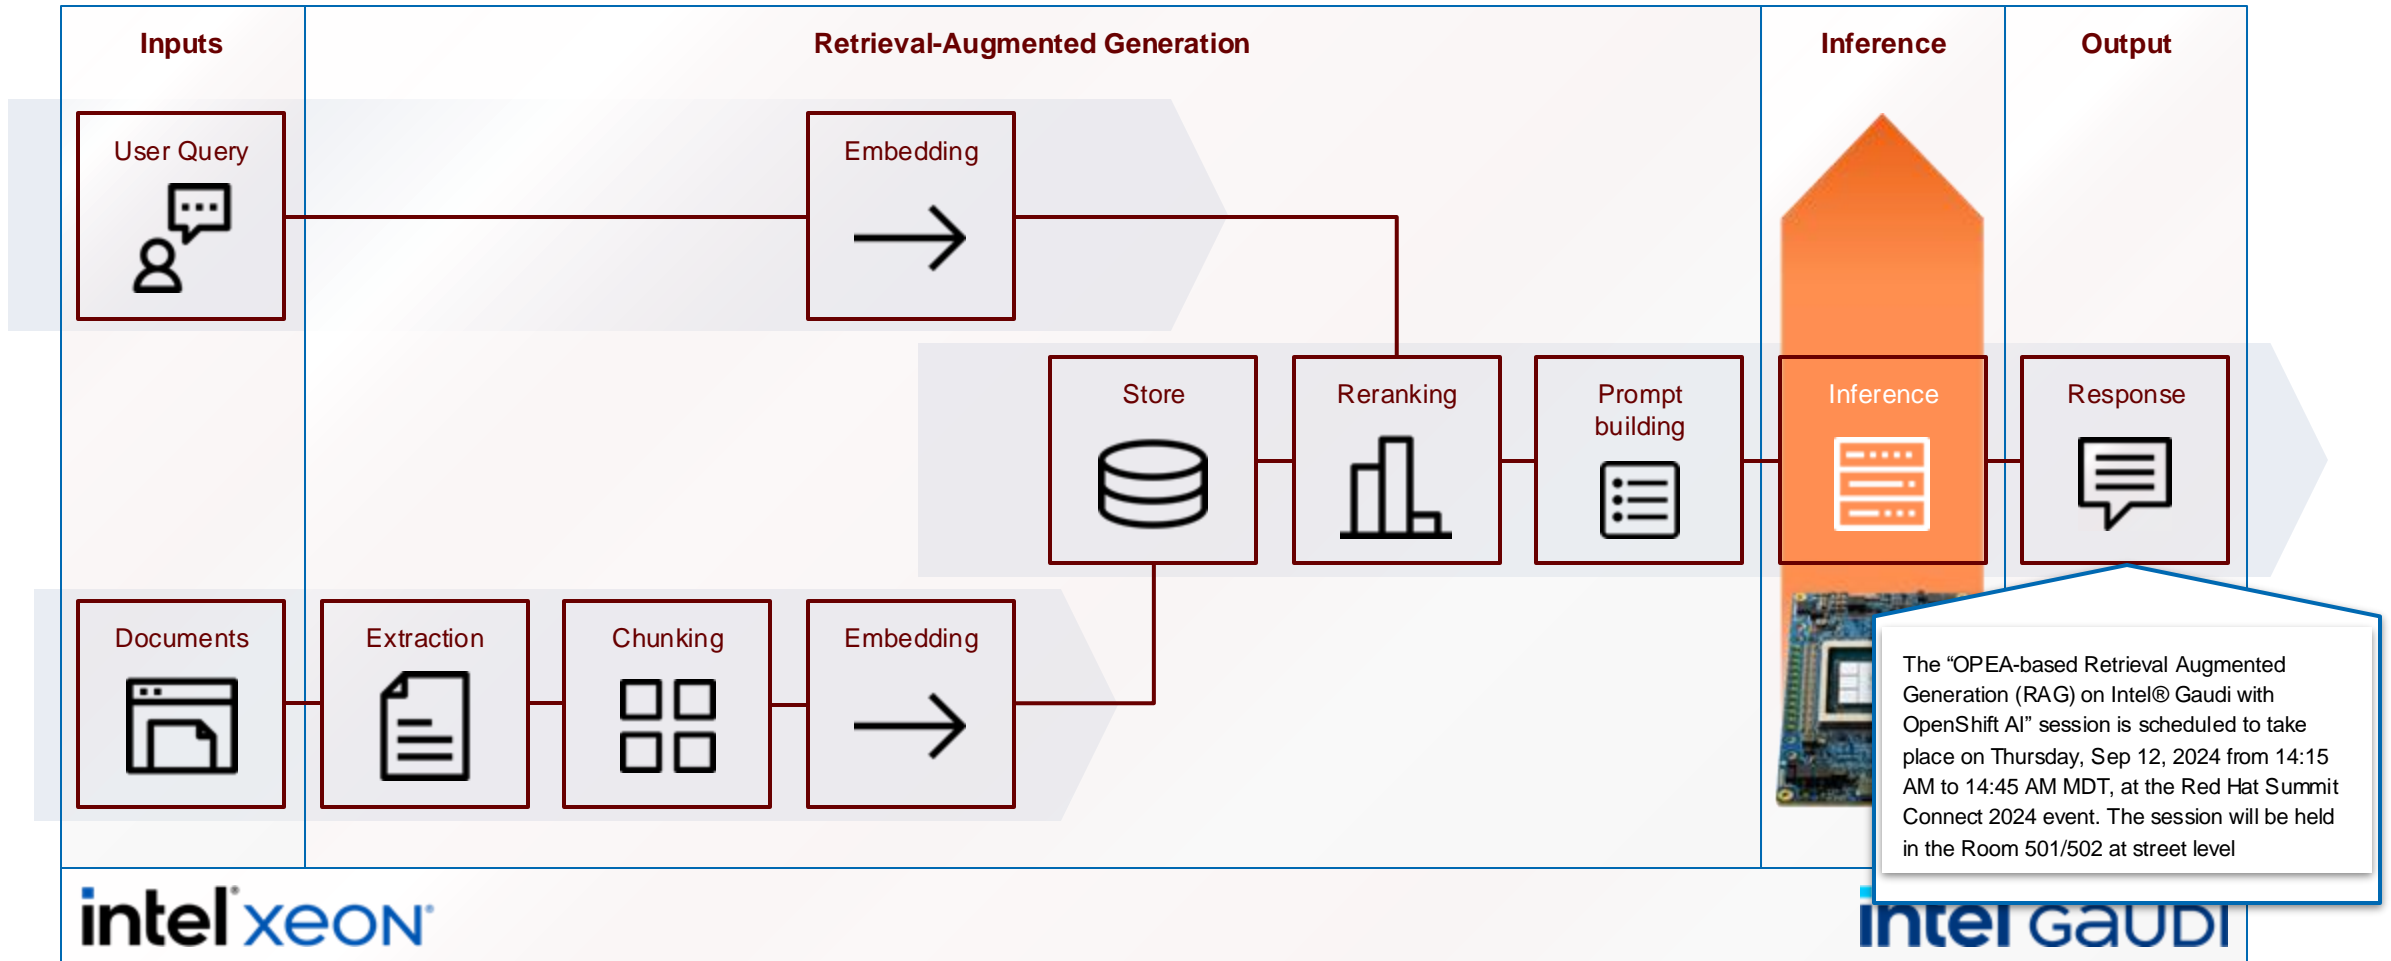 Inputs
Retrieval-Augmented Generation
Inference
Output
User Query
Embedding
Store
Reranking
Prompt
building
Inference
Response
Documents
Extraction
Chunking
Embedding
The “OPEA-based Retrieval Augmented
Generation (RAG) on Intel® Gaudi with
OpenShift AI” session is scheduled to take
place on Thursday, Sep 12, 2024 from 14:15
AM to 14:45 AM MDT, at the Red Hat Summit
Connect 2024 event. The session will be held
in the Room 501/502 at street level
intel® xeon®
intel gaudi